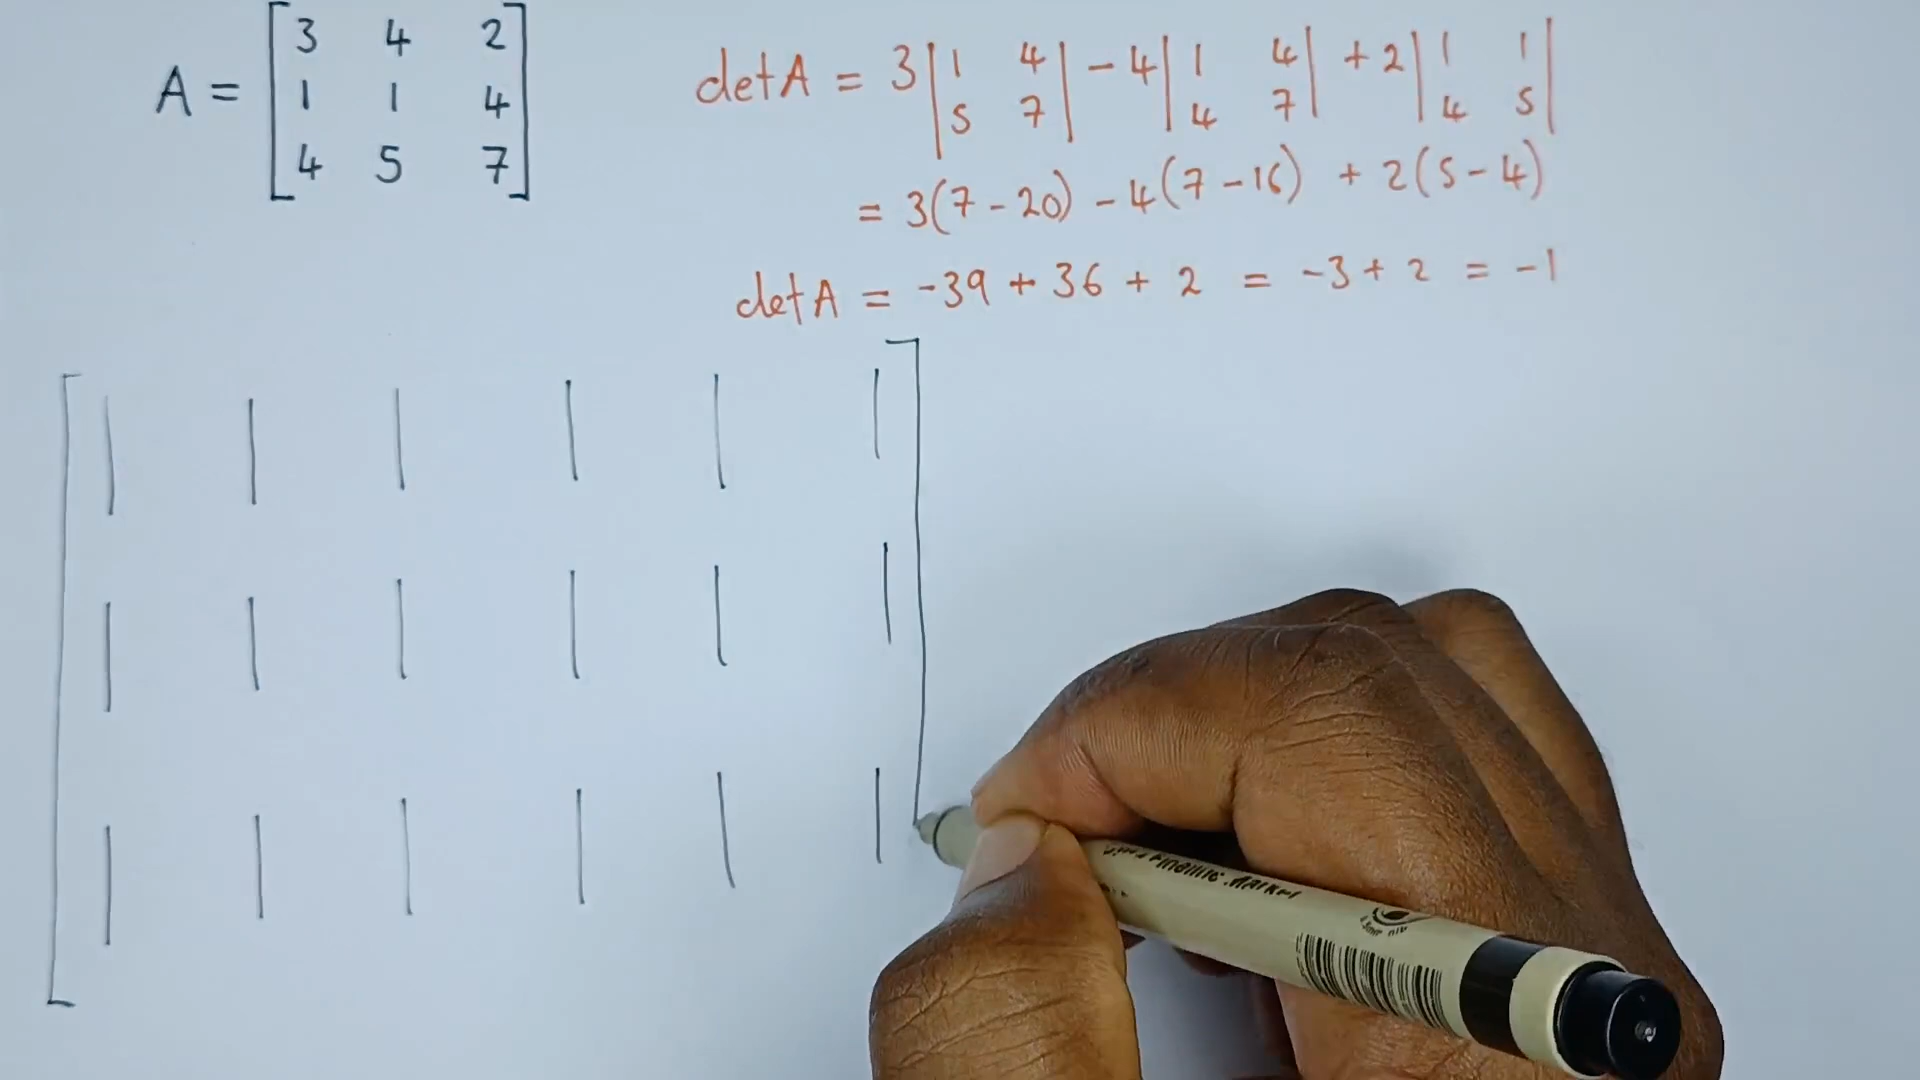 A = [3 4 2
1 1 4
4 5 7]
det A = 3|1 4| - 4|1 4| + 2|1 1|
|5 7| |4 7| |4 5|
= 3(7 - 20) - 4(7 - 16) + 2(5 - 4)
det A = -39 + 36 + 2 = -3 + 2 = -1
Marker